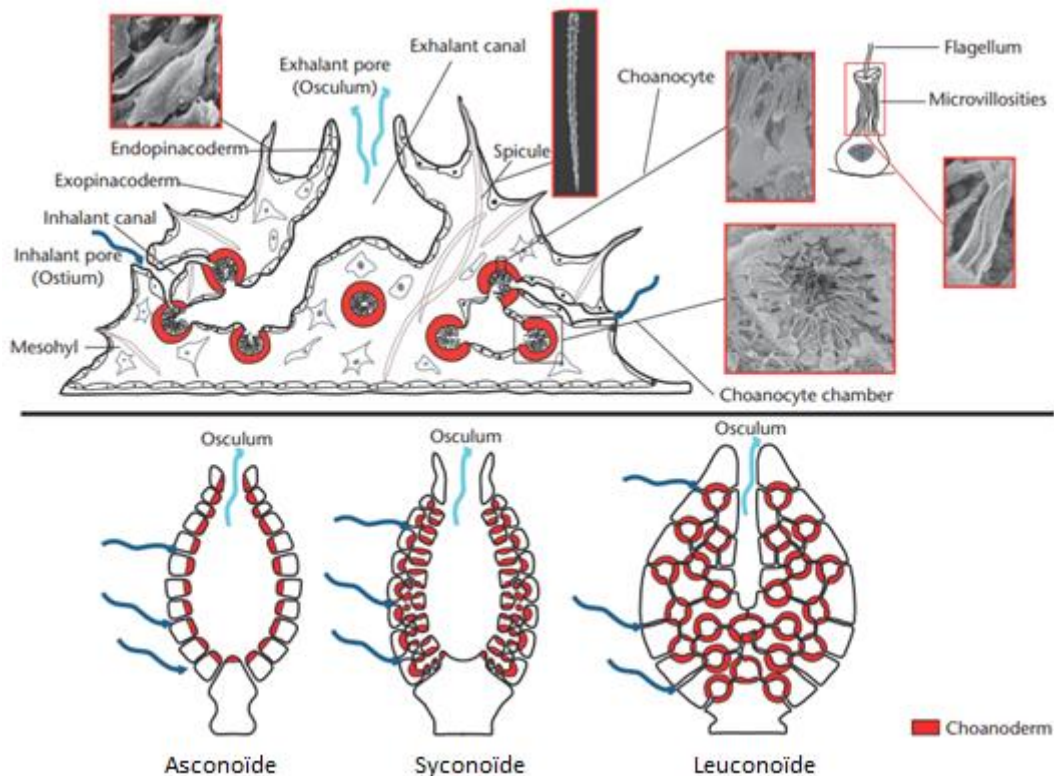 Exhalant canal
Exhalant pore
(Osculum)
Choanocyte
Flagellum
Microvillosities
Endopinacoderm
Spicule
Exopinacoderm
Inhalant canal
Inhalant pore
(Ostium)
Mesohyl
Choanocyte chamber
Osculum
Osculum
Osculum
Choanoderm
Asconoïde
Syconoïde
Leuconoïde